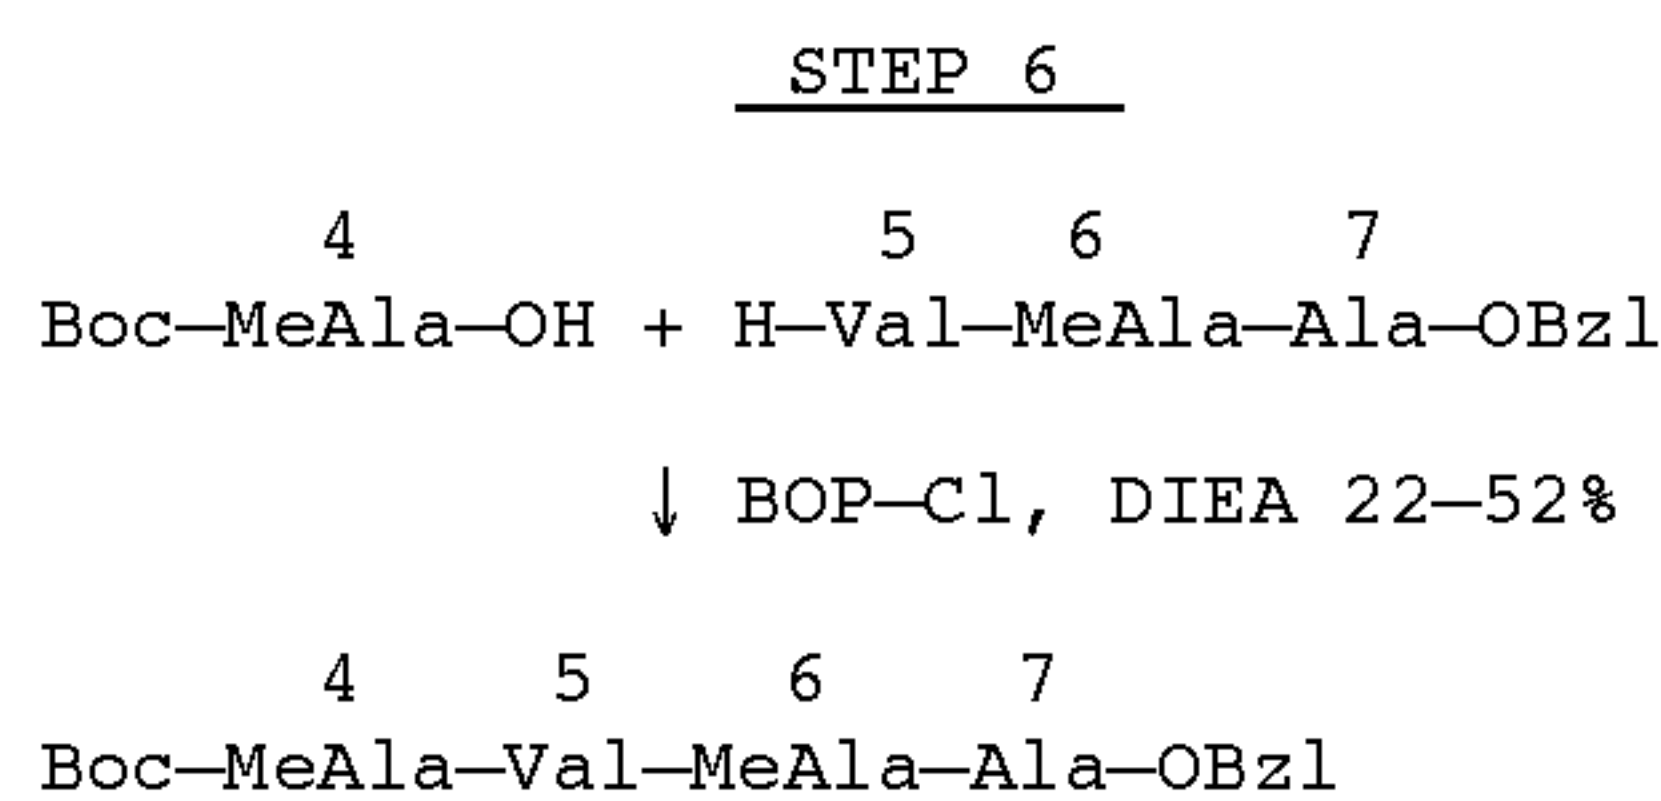 STEP 6
4 5 6 7
Boc—MeAla—OH + H—Val—MeAla—Ala—OBzl
↓ BOP—Cl, DIEA 22—52%
4 5 6 7
Boc—MeAla—Val—MeAla—Ala—OBzl